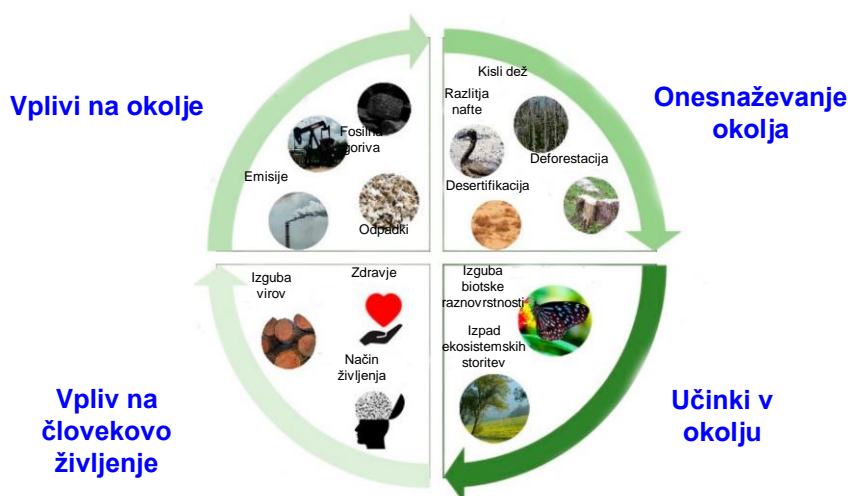 Vplivi na okolje
Fosilna
goriva
Emisije
Odpadki
Kisli dež
Razlitja
nafte
Deforestacija
Desertifikacija
Onesnaževanje
okolja
Izguba
virov
Zdravje
Način
življenja
Vpliv na
človekovo
življenje
Izguba
biotske
raznovrstnosti
Izpad
ekosistemskih
storitev
Učinki v
okolju